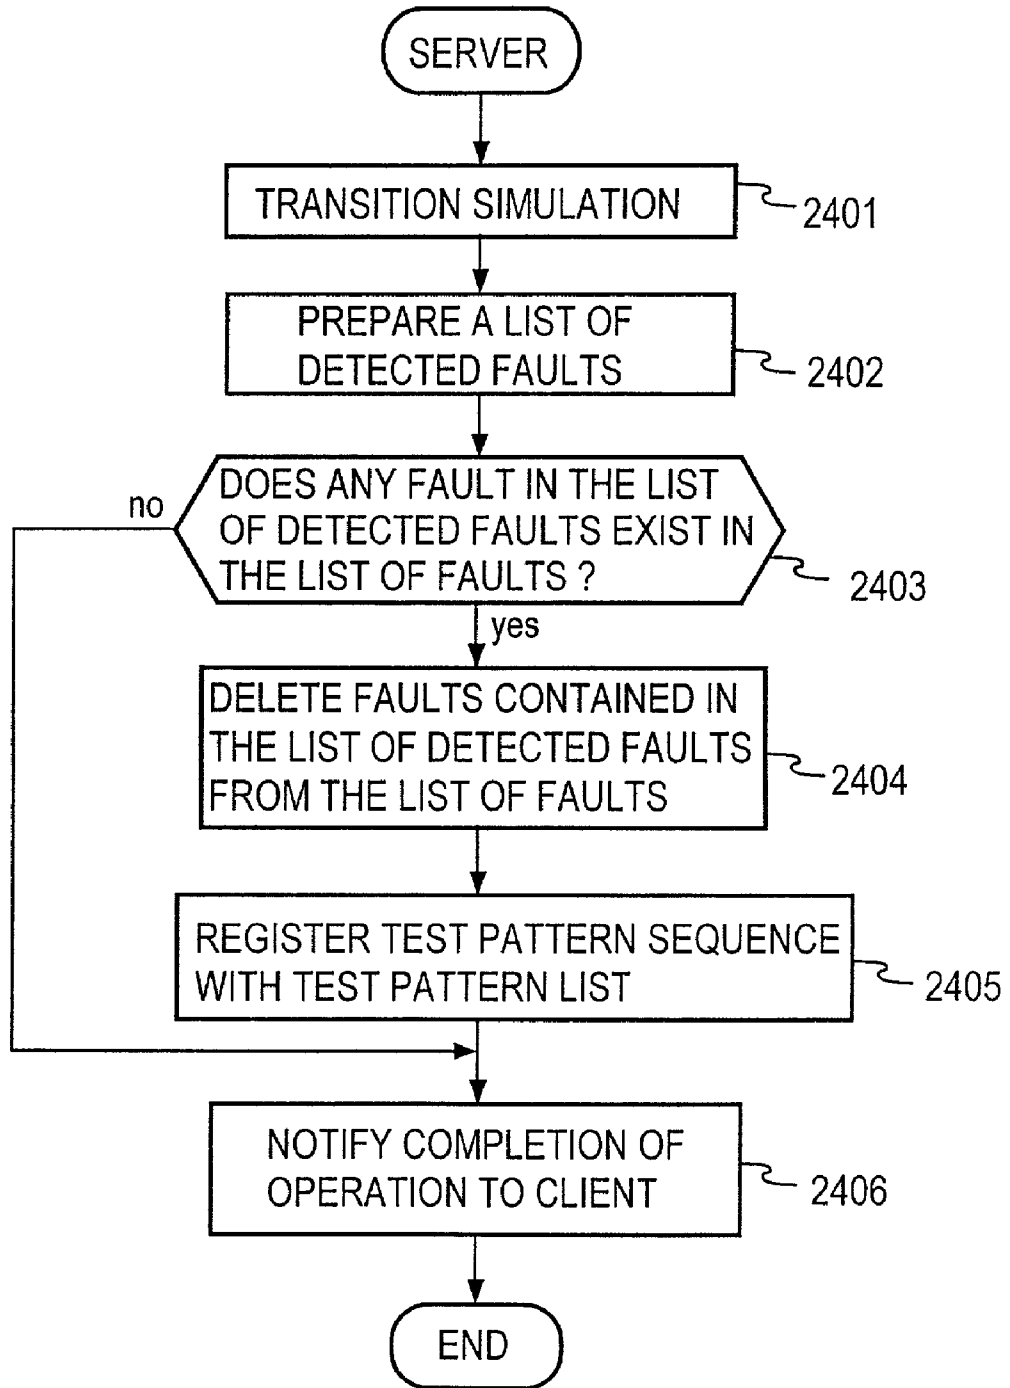 SERVER
TRANSITION SIMULATION
2401
PREPARE A LIST OF
DETECTED FAULTS
2402
DOES ANY FAULT IN THE LIST
OF DETECTED FAULTS EXIST IN
THE LIST OF FAULTS ?
no
2403
yes
DELETE FAULTS CONTAINED IN
THE LIST OF DETECTED FAULTS
FROM THE LIST OF FAULTS
2404
REGISTER TEST PATTERN SEQUENCE
WITH TEST PATTERN LIST
2405
NOTIFY COMPLETION OF
OPERATION TO CLIENT
2406
END